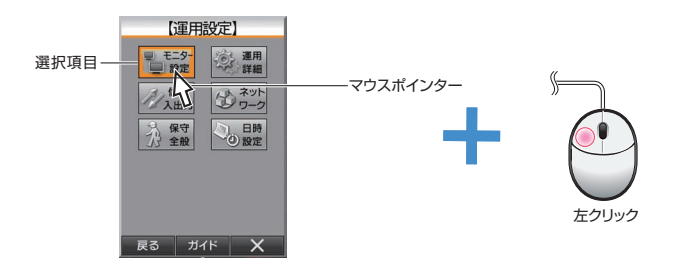 【運用設定】
選択項目
モニター
設定
運用
詳細
マウスポインター
入出
ネット
ワーク
保守
全般
日時
設定
左クリック
戻る
ガイド